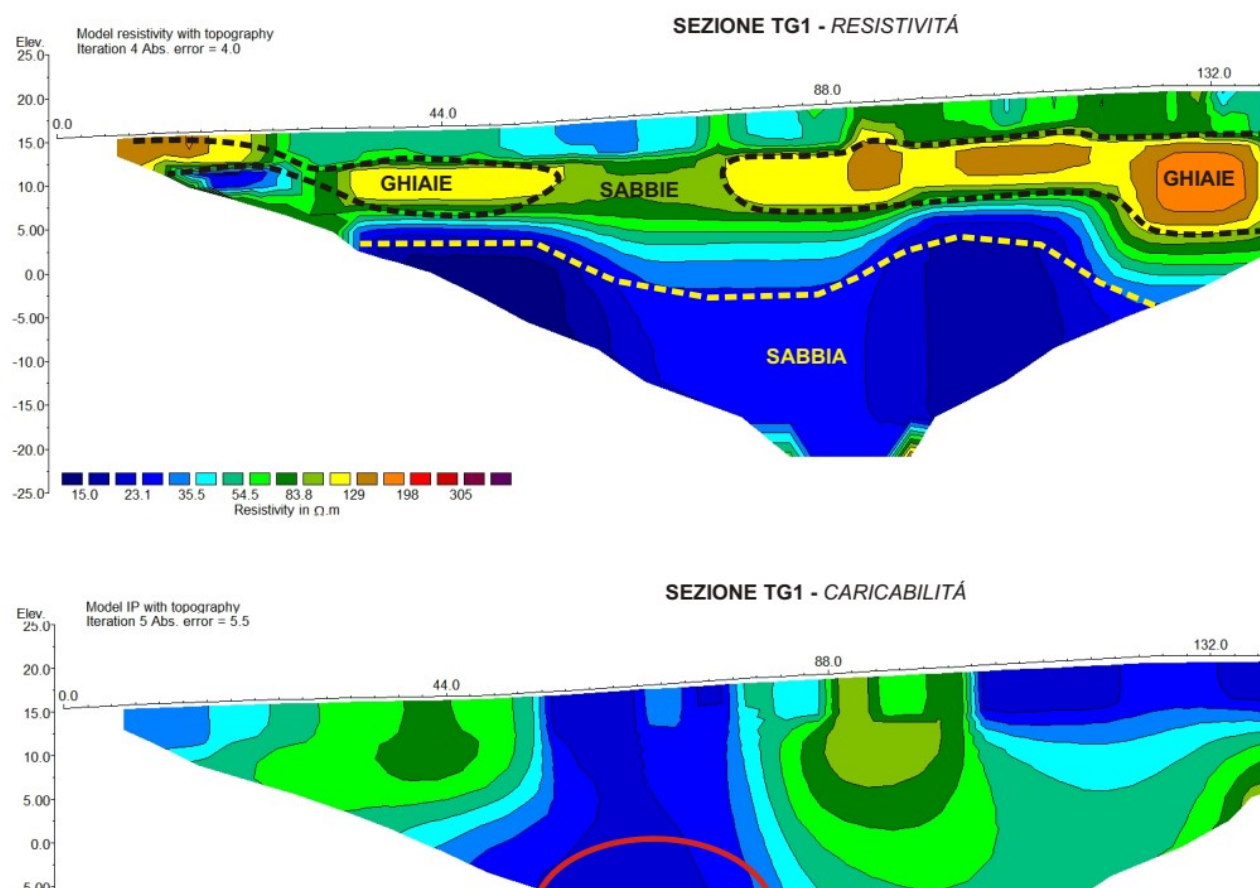 SEZIONE TG1 - RESISTIVITÁ
Model resistivity with topography
Iteration 4 Abs. error = 4.0
Elev.
25.0
20.0
15.0
10.0
5.00
0.0
-5.00
-10.0
-15.0
-20.0
-25.0
0.0
44.0
88.0
132.0
GHIAIE
SABBIE
GHIAIE
SABBIA
15.0 23.1 35.5 54.5 83.8 129 198 305
Resistivity in Ω.m
SEZIONE TG1 - CARICABILITÁ
Model IP with topography
Iteration 5 Abs. error = 5.5
Elev.
25.0
20.0
15.0
10.0
5.00
0.0
5.00
0.0
44.0
88.0
132.0